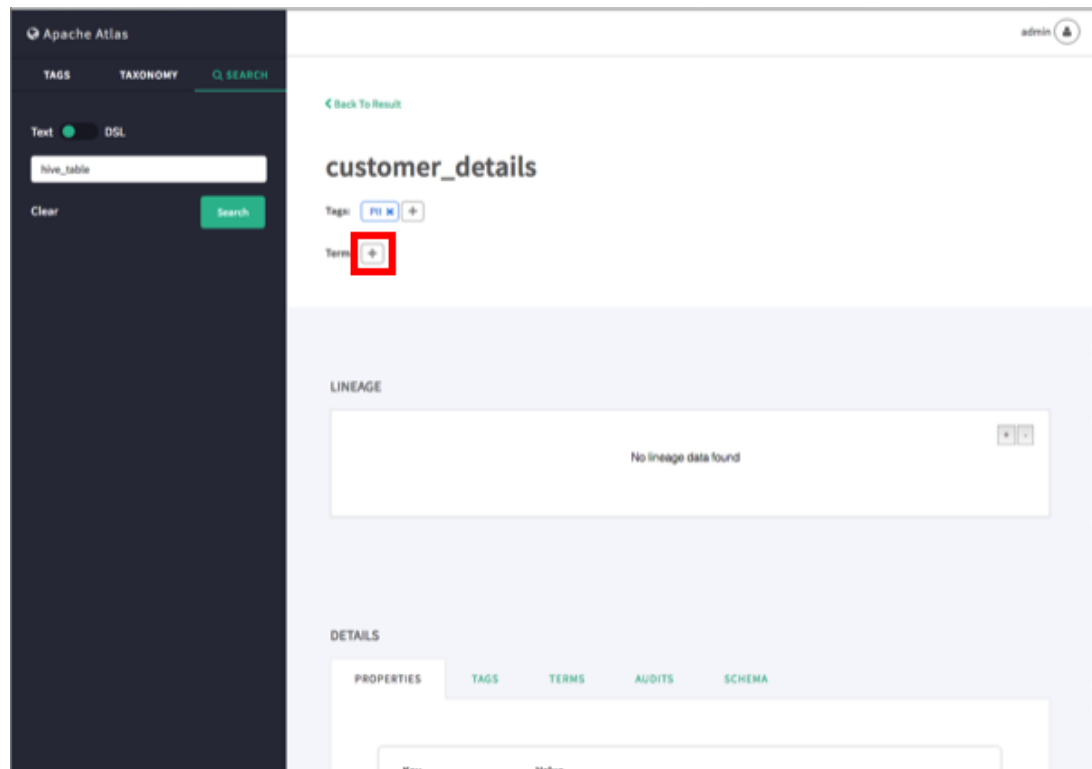 Apache Atlas
admin
TAGS TAXONOMY SEARCH
Back To Result
Text DSL
hive_table
Clear Search
customer_details
Tags: PII × +
Term +
LINEAGE
+ -
No lineage data found
DETAILS
PROPERTIES TAGS TERMS AUDITS SCHEMA